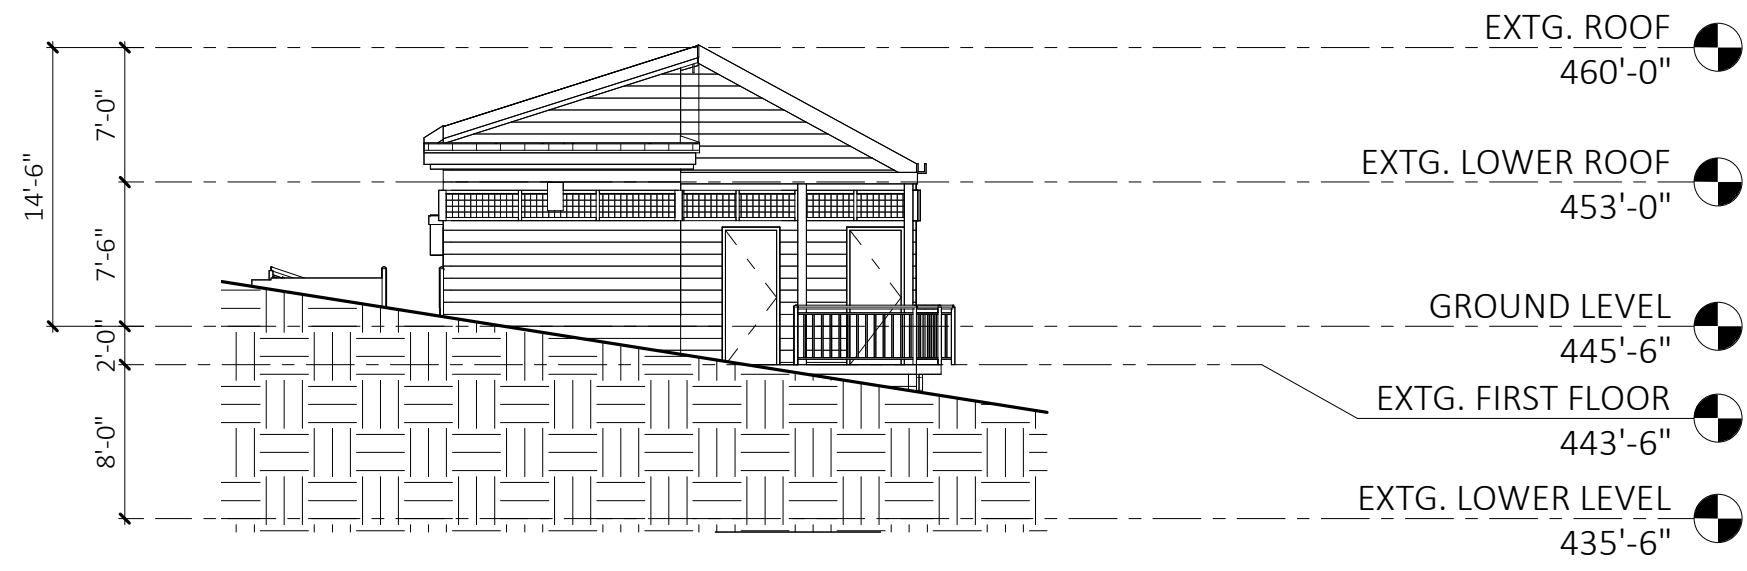 EXTG. ROOF
460'-0"
7'-0"
14'-6"
EXTG. LOWER ROOF
453'-0"
7'-6"
GROUND LEVEL
445'-6"
2'-0"
EXTG. FIRST FLOOR
443'-6"
8'-0"
EXTG. LOWER LEVEL
435'-6"